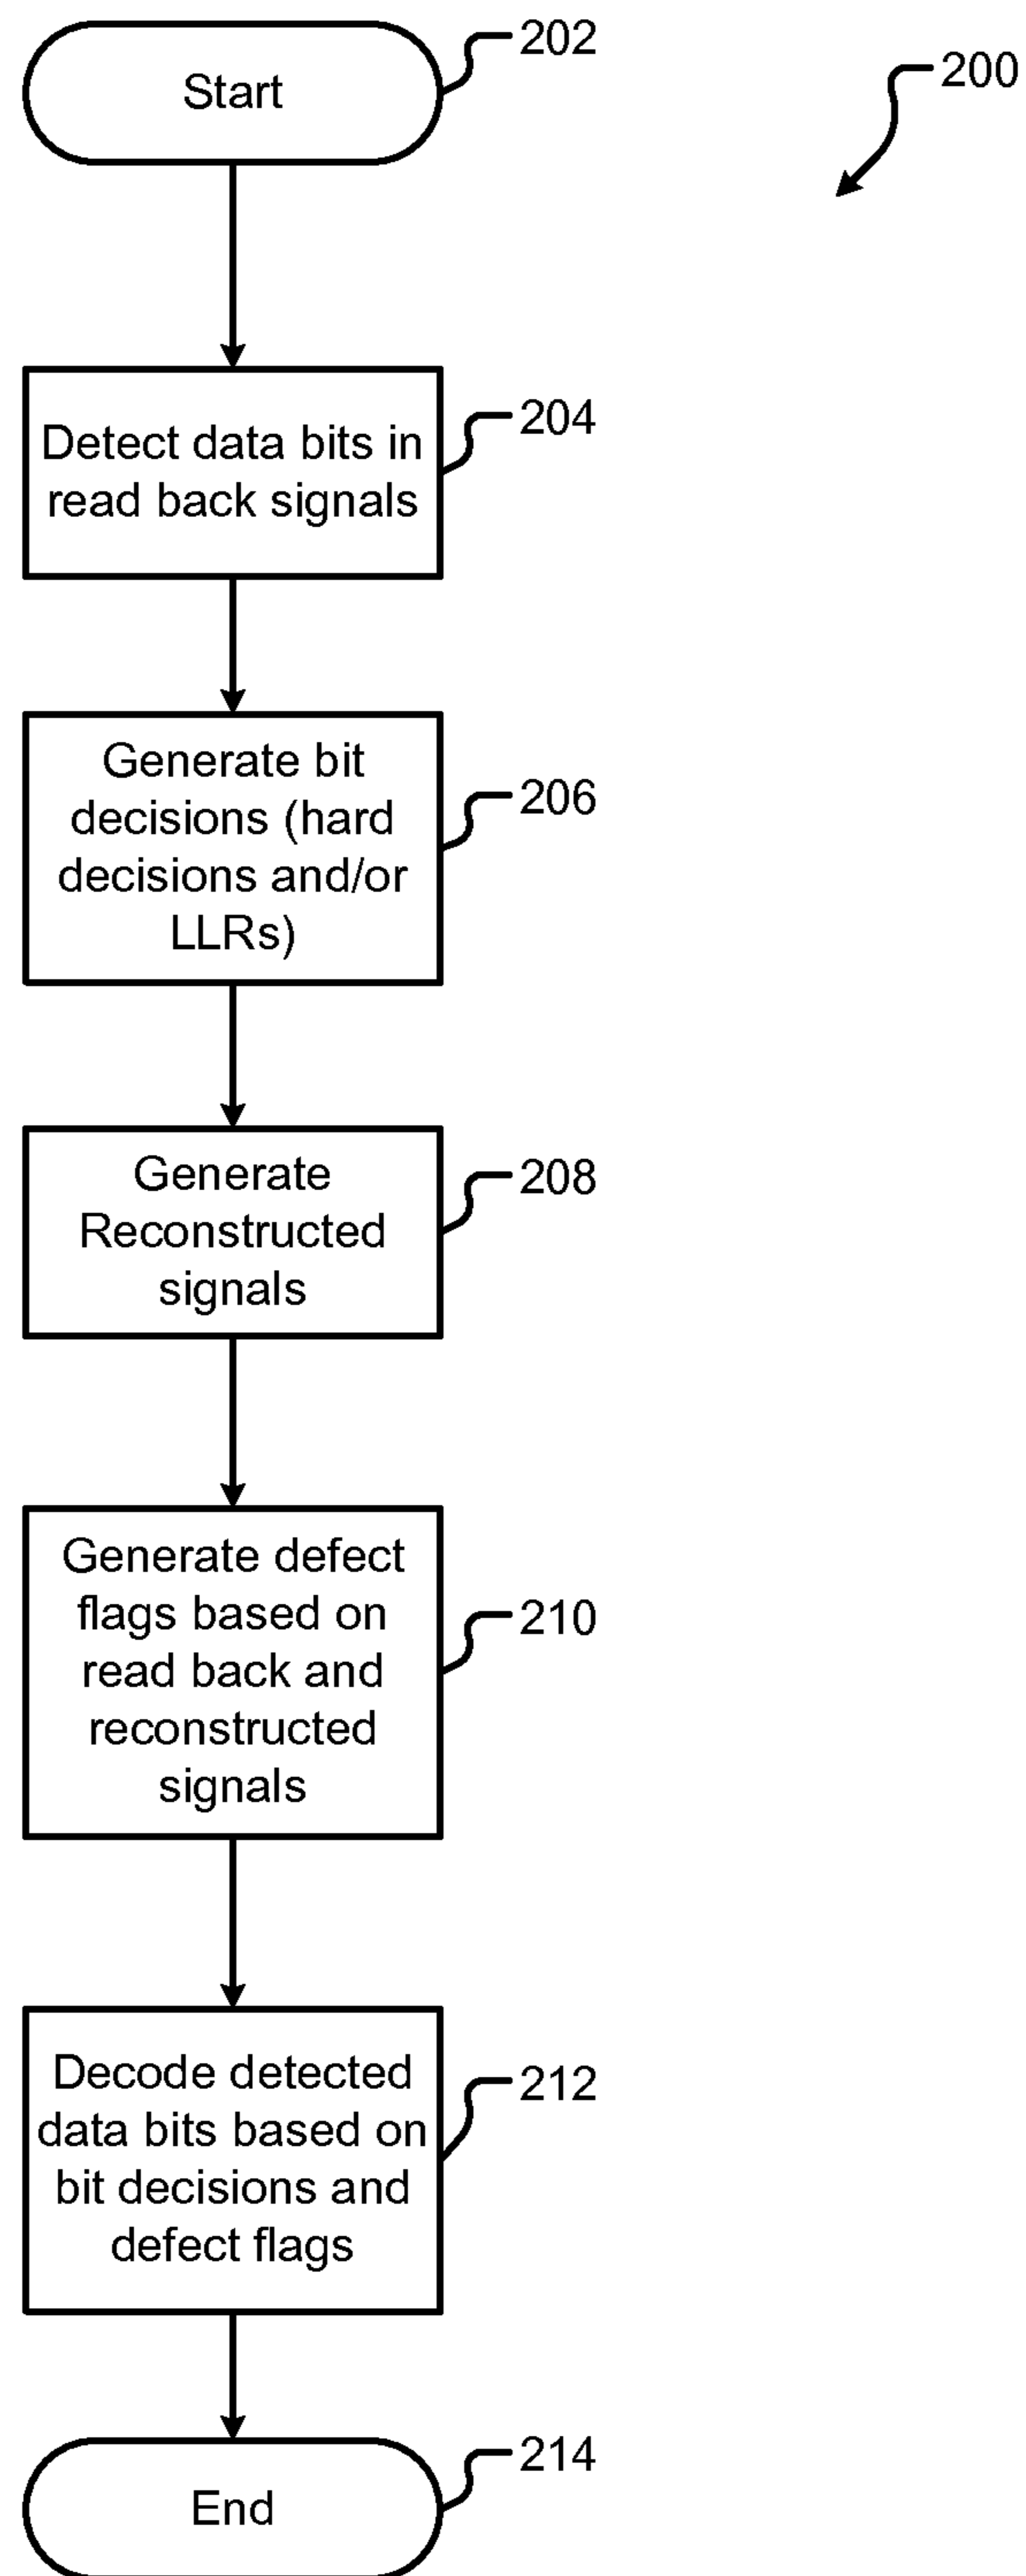 202
Start
200
Detect data bits in
read back signals
204
Generate bit
decisions (hard
decisions and/or
LLRs)
206
Generate
Reconstructed
signals
208
Generate defect
flags based on
read back and
reconstructed
signals
210
Decode detected
data bits based on
bit decisions and
defect flags
212
End
214